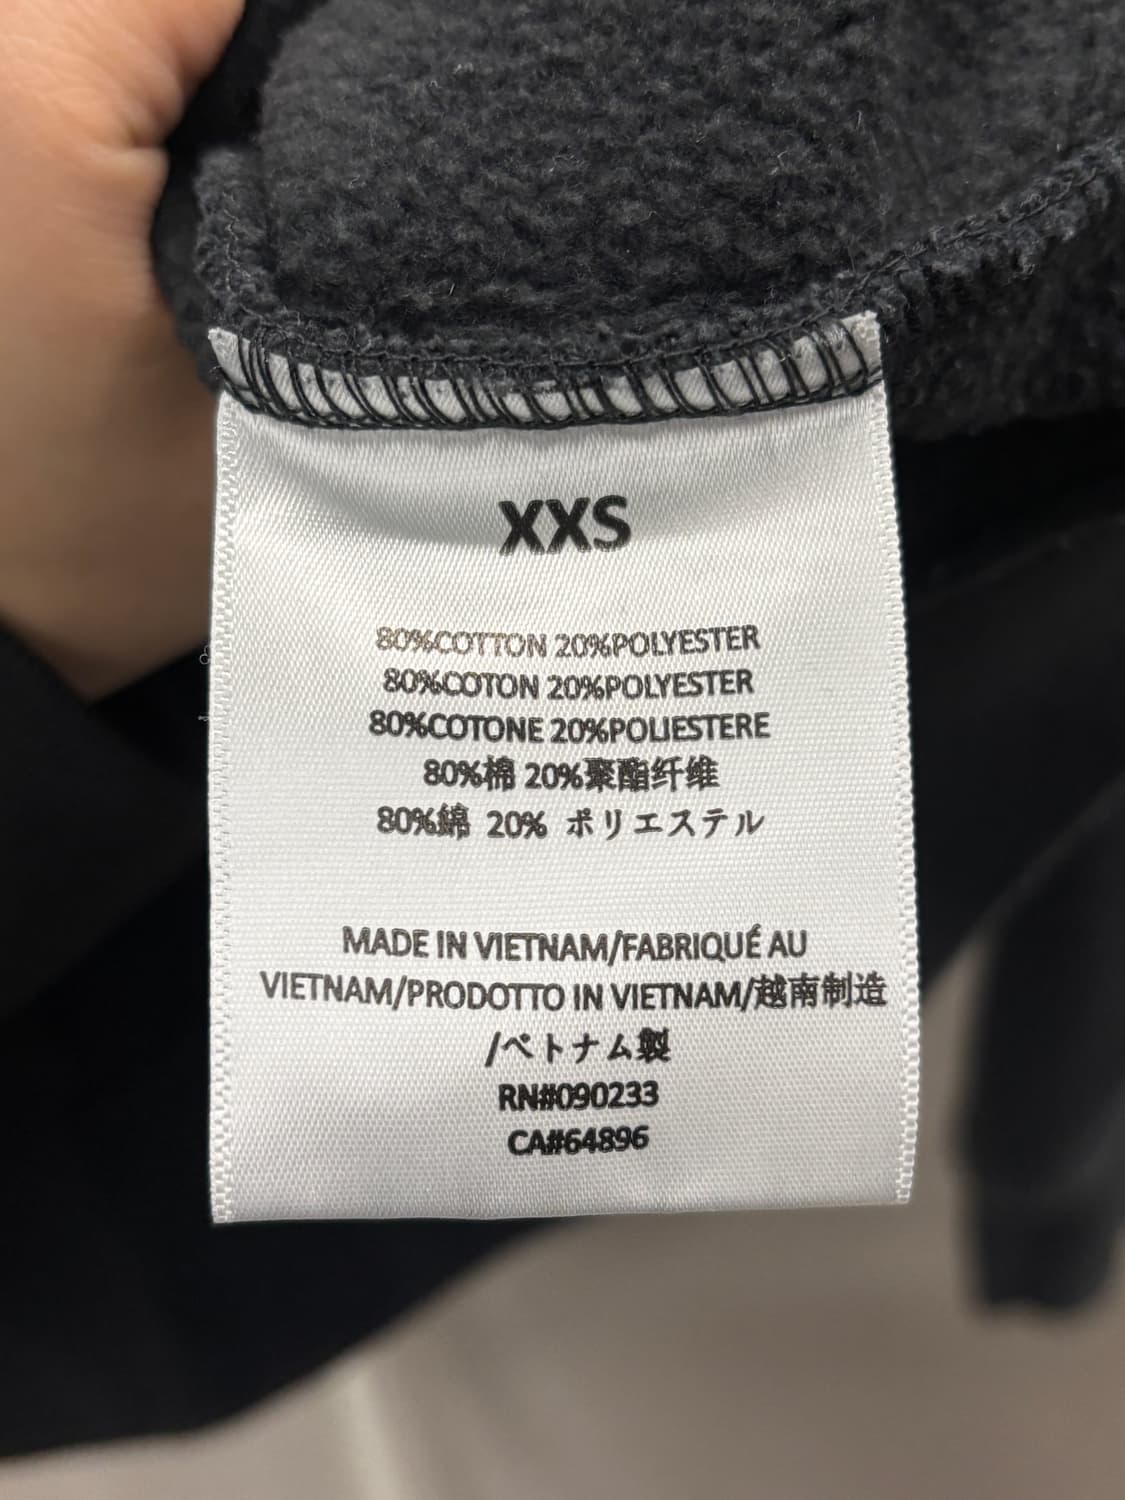 XXS
80%COTTON 20%POLYESTER
80%COTON 20%POLYESTER
80%COTONE 20%POLIESTERE
80%棉 20%聚酯纤维
80%綿 20% ポリエステル
MADE IN VIETNAM/FABRIQUÉ AU
VIETNAM/PRODOTTO IN VIETNAM/越南制造
/ベトナム製
RN#090233
CA#64896